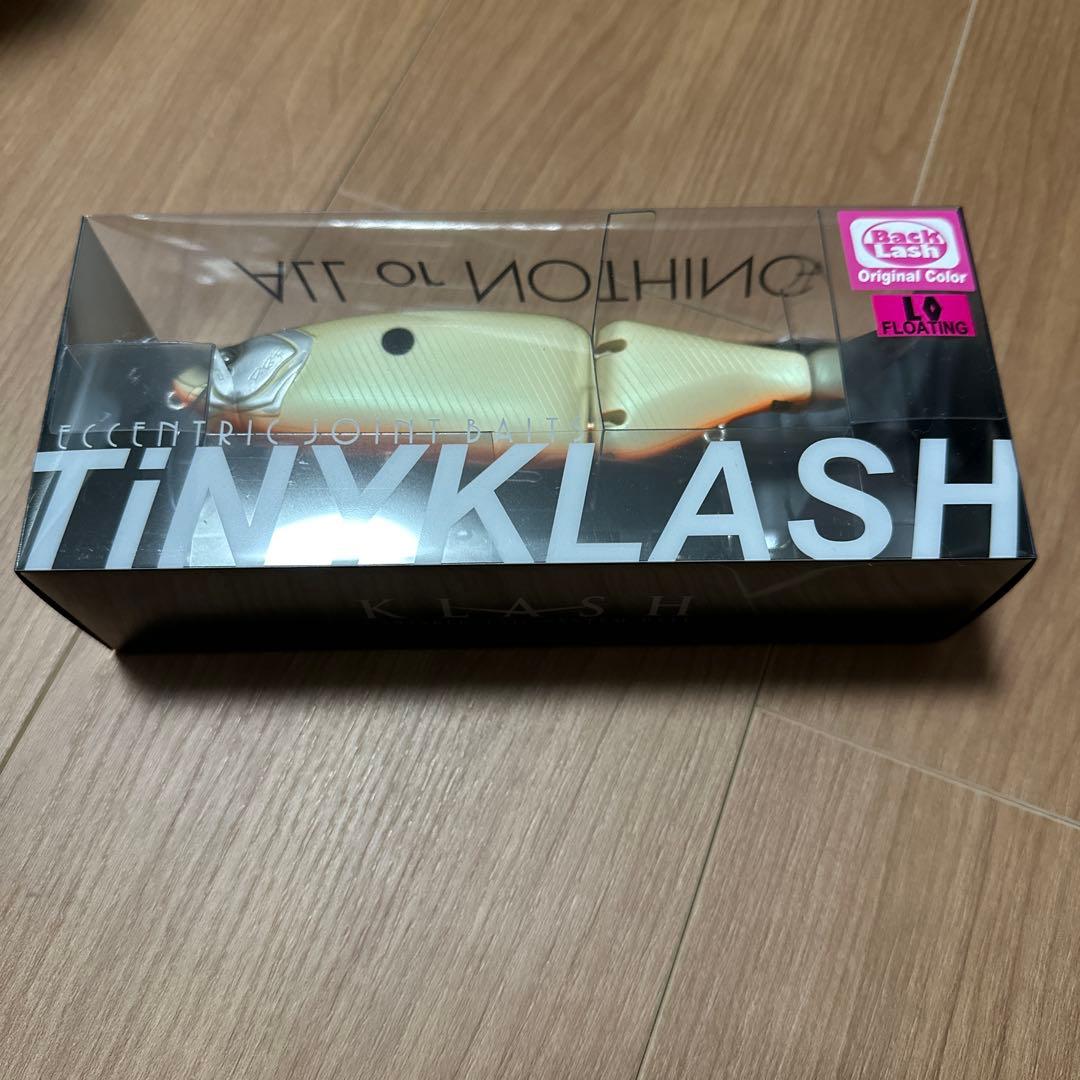 ALL or NOTHING
Back
Lash
Original Color
LO
FLOATING
ECCENTRIC JOINT BAITS
TiNYKLASH
KLASH